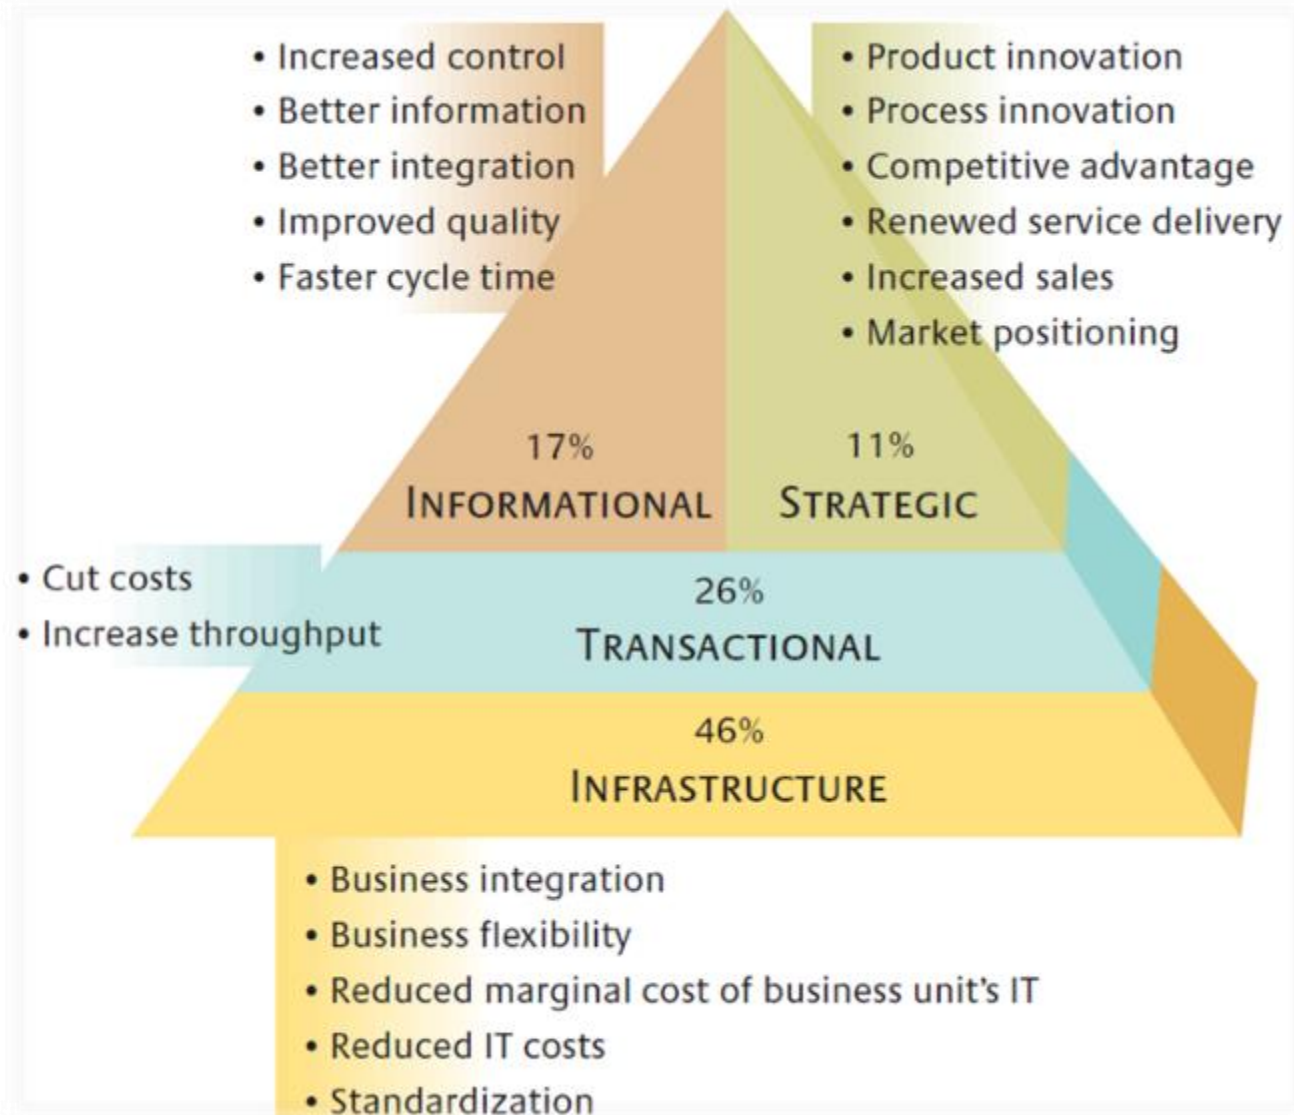 • Increased control
• Better information
• Better integration
• Improved quality
• Faster cycle time
• Product innovation
• Process innovation
• Competitive advantage
• Renewed service delivery
• Increased sales
• Market positioning
17%
INFORMATIONAL
11%
STRATEGIC
• Cut costs
• Increase throughput
26%
TRANSACTIONAL
46%
INFRASTRUCTURE
• Business integration
• Business flexibility
• Reduced marginal cost of business unit's IT
• Reduced IT costs
• Standardization